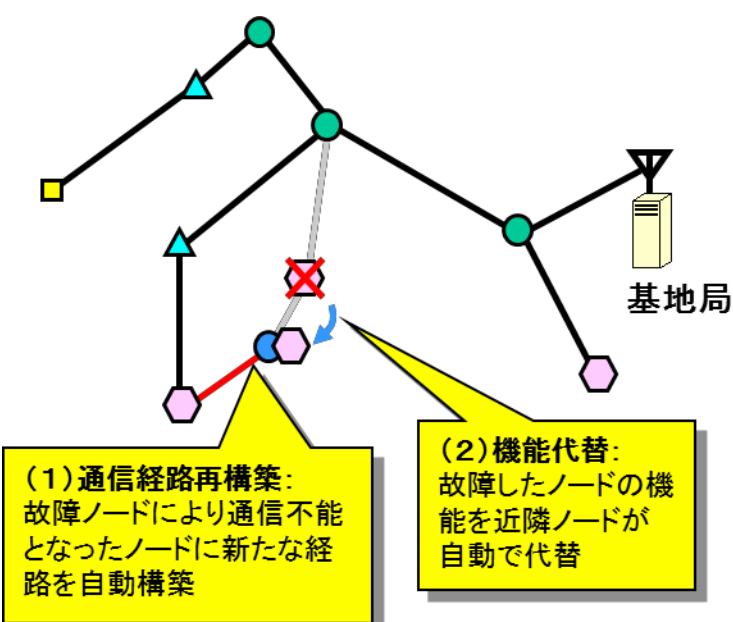 基地局
（１）通信経路再構築：
故障ノードにより通信不能
となったノードに新たな経
路を自動構築
（２）機能代替：
故障したノードの機
能を近隣ノードが
自動で代替